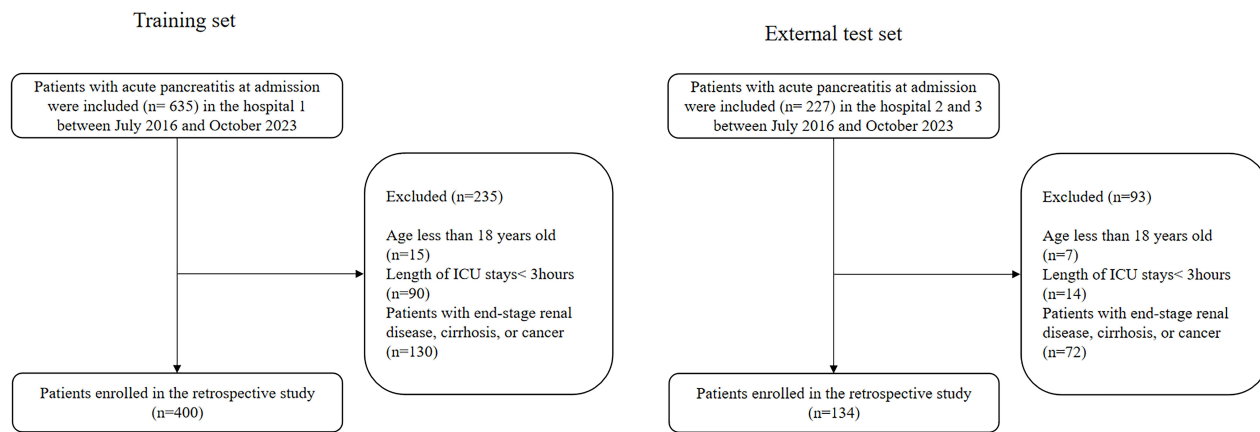 Training set
Patients with acute pancreatitis at admission
were included (n= 635) in the hospital 1
between July 2016 and October 2023
Excluded (n=235)
Age less than 18 years old
(n=15)
Length of ICU stays< 3hours
(n=90)
Patients with end-stage renal
disease, cirrhosis, or cancer
(n=130)
Patients enrolled in the retrospective study
(n=400)
External test set
Patients with acute pancreatitis at admission
were included (n= 227) in the hospital 2 and 3
between July 2016 and October 2023
Excluded (n=93)
Age less than 18 years old
(n=7)
Length of ICU stays< 3hours
(n=14)
Patients with end-stage renal
disease, cirrhosis, or cancer
(n=72)
Patients enrolled in the retrospective study
(n=134)